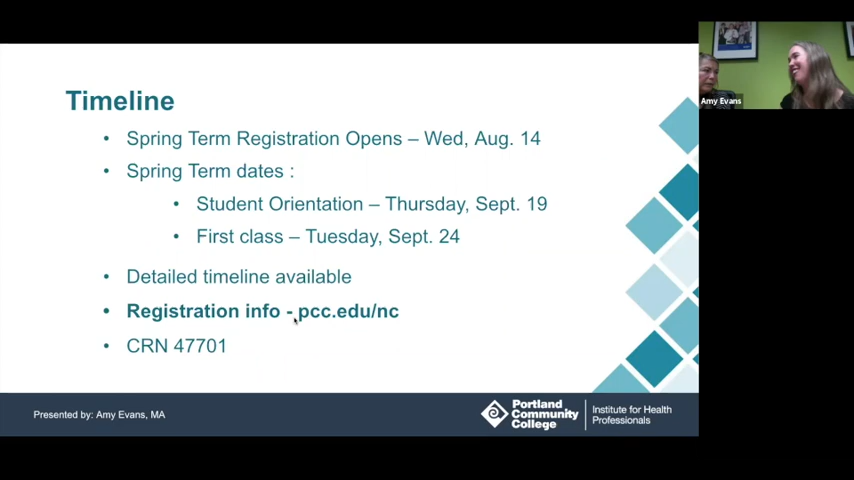 Timeline
• Spring Term Registration Opens – Wed, Aug. 14
• Spring Term dates :
• Student Orientation – Thursday, Sept. 19
• First class – Tuesday, Sept. 24
• Detailed timeline available
• Registration info - pcc.edu/nc
• CRN 47701
Presented by: Amy Evans, MA
Portland
Community
College
Institute for Health
Professionals
Amy Evans